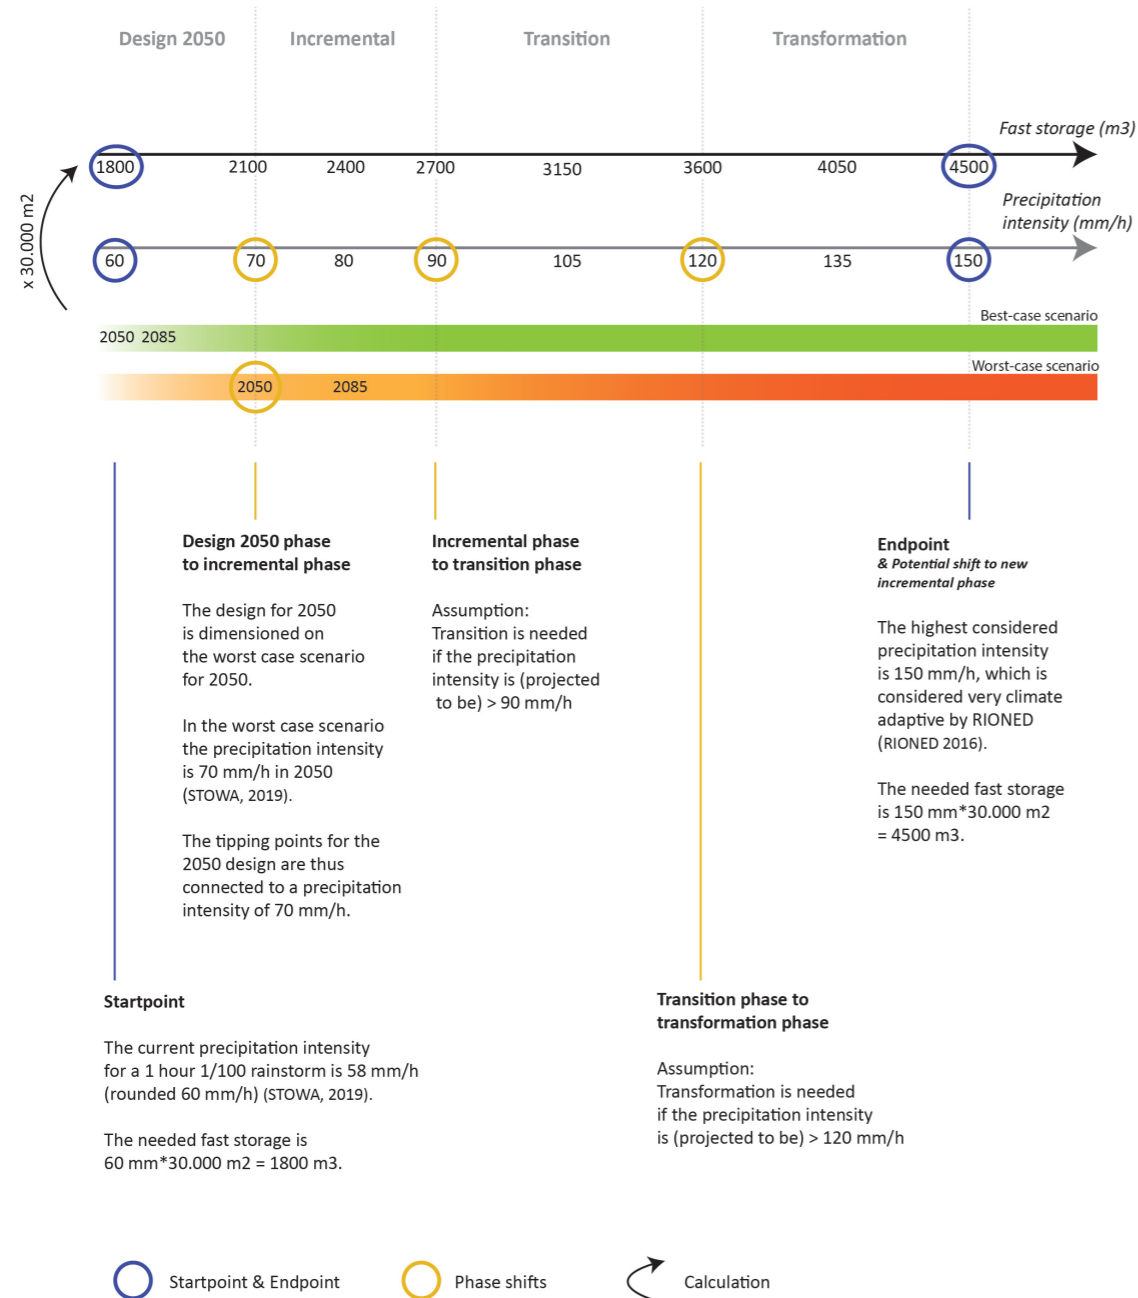 Design 2050
Incremental
Transition
Transformation
Fast storage (m3)
1800
2100
2400
2700
3150
3600
4050
4500
x 30.000 m2
Precipitation
intensity (mm/h)
60
70
80
90
105
120
135
150
Best-case scenario
2050 2085
Worst-case scenario
2050
2085
Design 2050 phase
to incremental phase
The design for 2050
is dimensioned on
the worst case scenario
for 2050.
In the worst case scenario
the precipitation intensity
is 70 mm/h in 2050
(STOWA, 2019).
The tipping points for the
2050 design are thus
connected to a precipitation
intensity of 70 mm/h.
Incremental phase
to transition phase
Assumption:
Transition is needed
if the precipitation
intensity is (projected
to be) > 90 mm/h
Endpoint
& Potential shift to new
incremental phase
The highest considered
precipitation intensity
is 150 mm/h, which is
considered very climate
adaptive by RIONED
(RIONED 2016).
The needed fast storage
is 150 mm*30.000 m2
= 4500 m3.
Startpoint
The current precipitation intensity
for a 1 hour 1/100 rainstorm is 58 mm/h
(rounded 60 mm/h) (STOWA, 2019).
The needed fast storage is
60 mm*30.000 m2 = 1800 m3.
Transition phase to
transformation phase
Assumption:
Transformation is needed
if the precipitation intensity
is (projected to be) > 120 mm/h
Startpoint & Endpoint
Phase shifts
Calculation